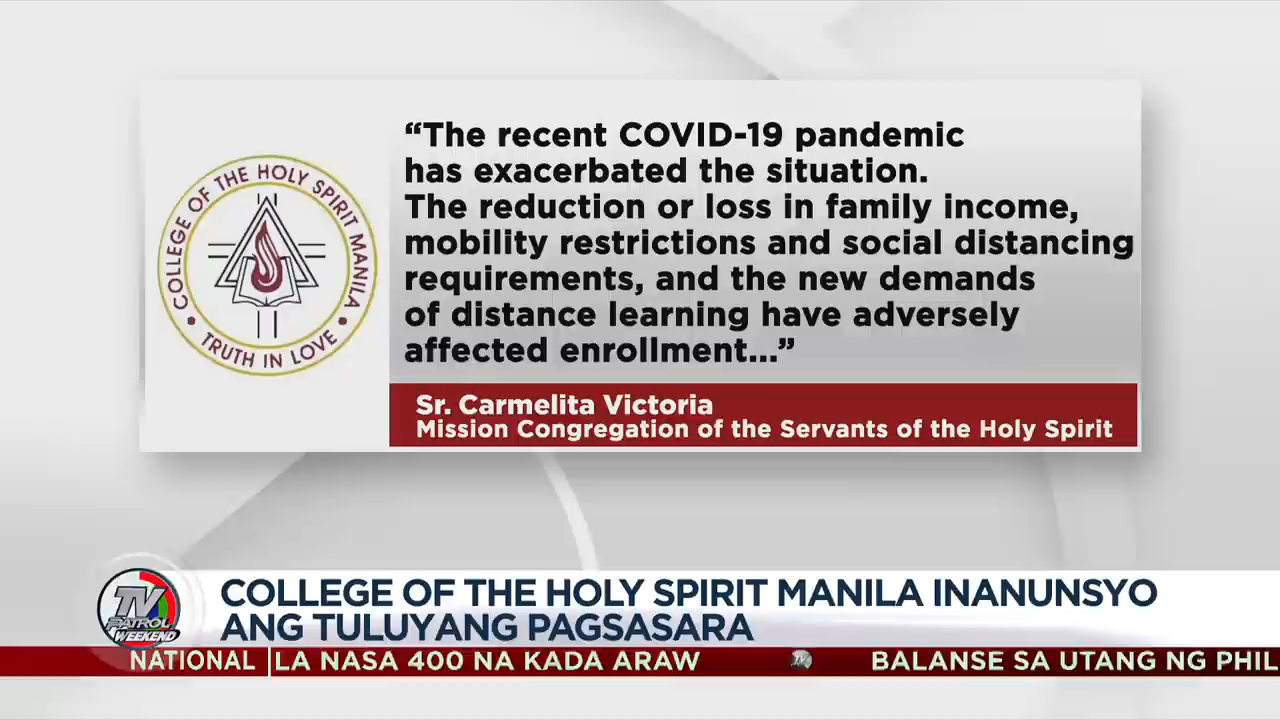 COLLEGE OF THE HOLY SPIRIT MANILA
TRUTH IN LOVE
“The recent COVID-19 pandemic
has exacerbated the situation.
The reduction or loss in family income,
mobility restrictions and social distancing
requirements, and the new demands
of distance learning have adversely
affected enrollment...”
Sr. Carmelita Victoria
Mission Congregation of the Servants of the Holy Spirit
TV
PATROL
WEEKEND
COLLEGE OF THE HOLY SPIRIT MANILA INANUNSYO
ANG TULUYANG PAGSASARA
NATIONAL LA NASA 400 NA KADA ARAW BALANSE SA UTANG NG PHIL